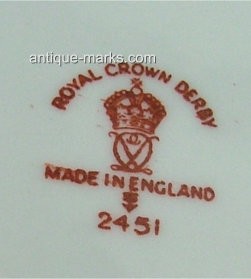 antique-marks.com
ROYAL CROWN DERBY
MADE IN ENGLAND
2451